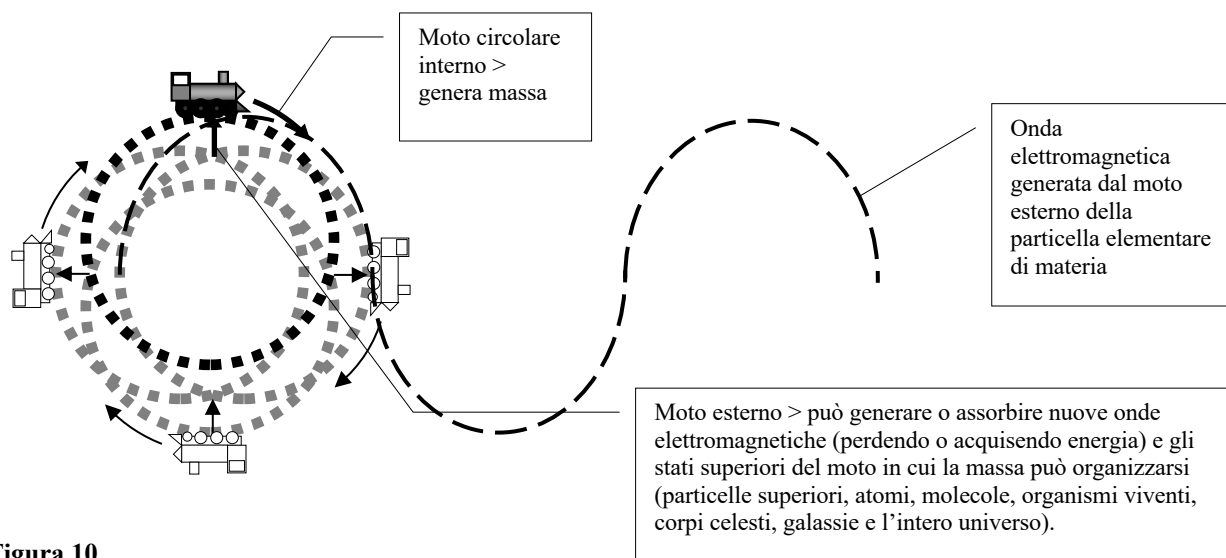 Moto circolare
interno >
genera massa
Onda
elettromagnetica
generata dal moto
esterno della
particella elementare
di materia
Moto esterno > può generare o assorbire nuove onde
elettromagnetiche (perdendo o acquisendo energia) e gli
stati superiori del moto in cui la massa può organizzarsi
(particelle superiori, atomi, molecole, organismi viventi,
corpi celesti, galassie e l’intero universo).
Figura 10